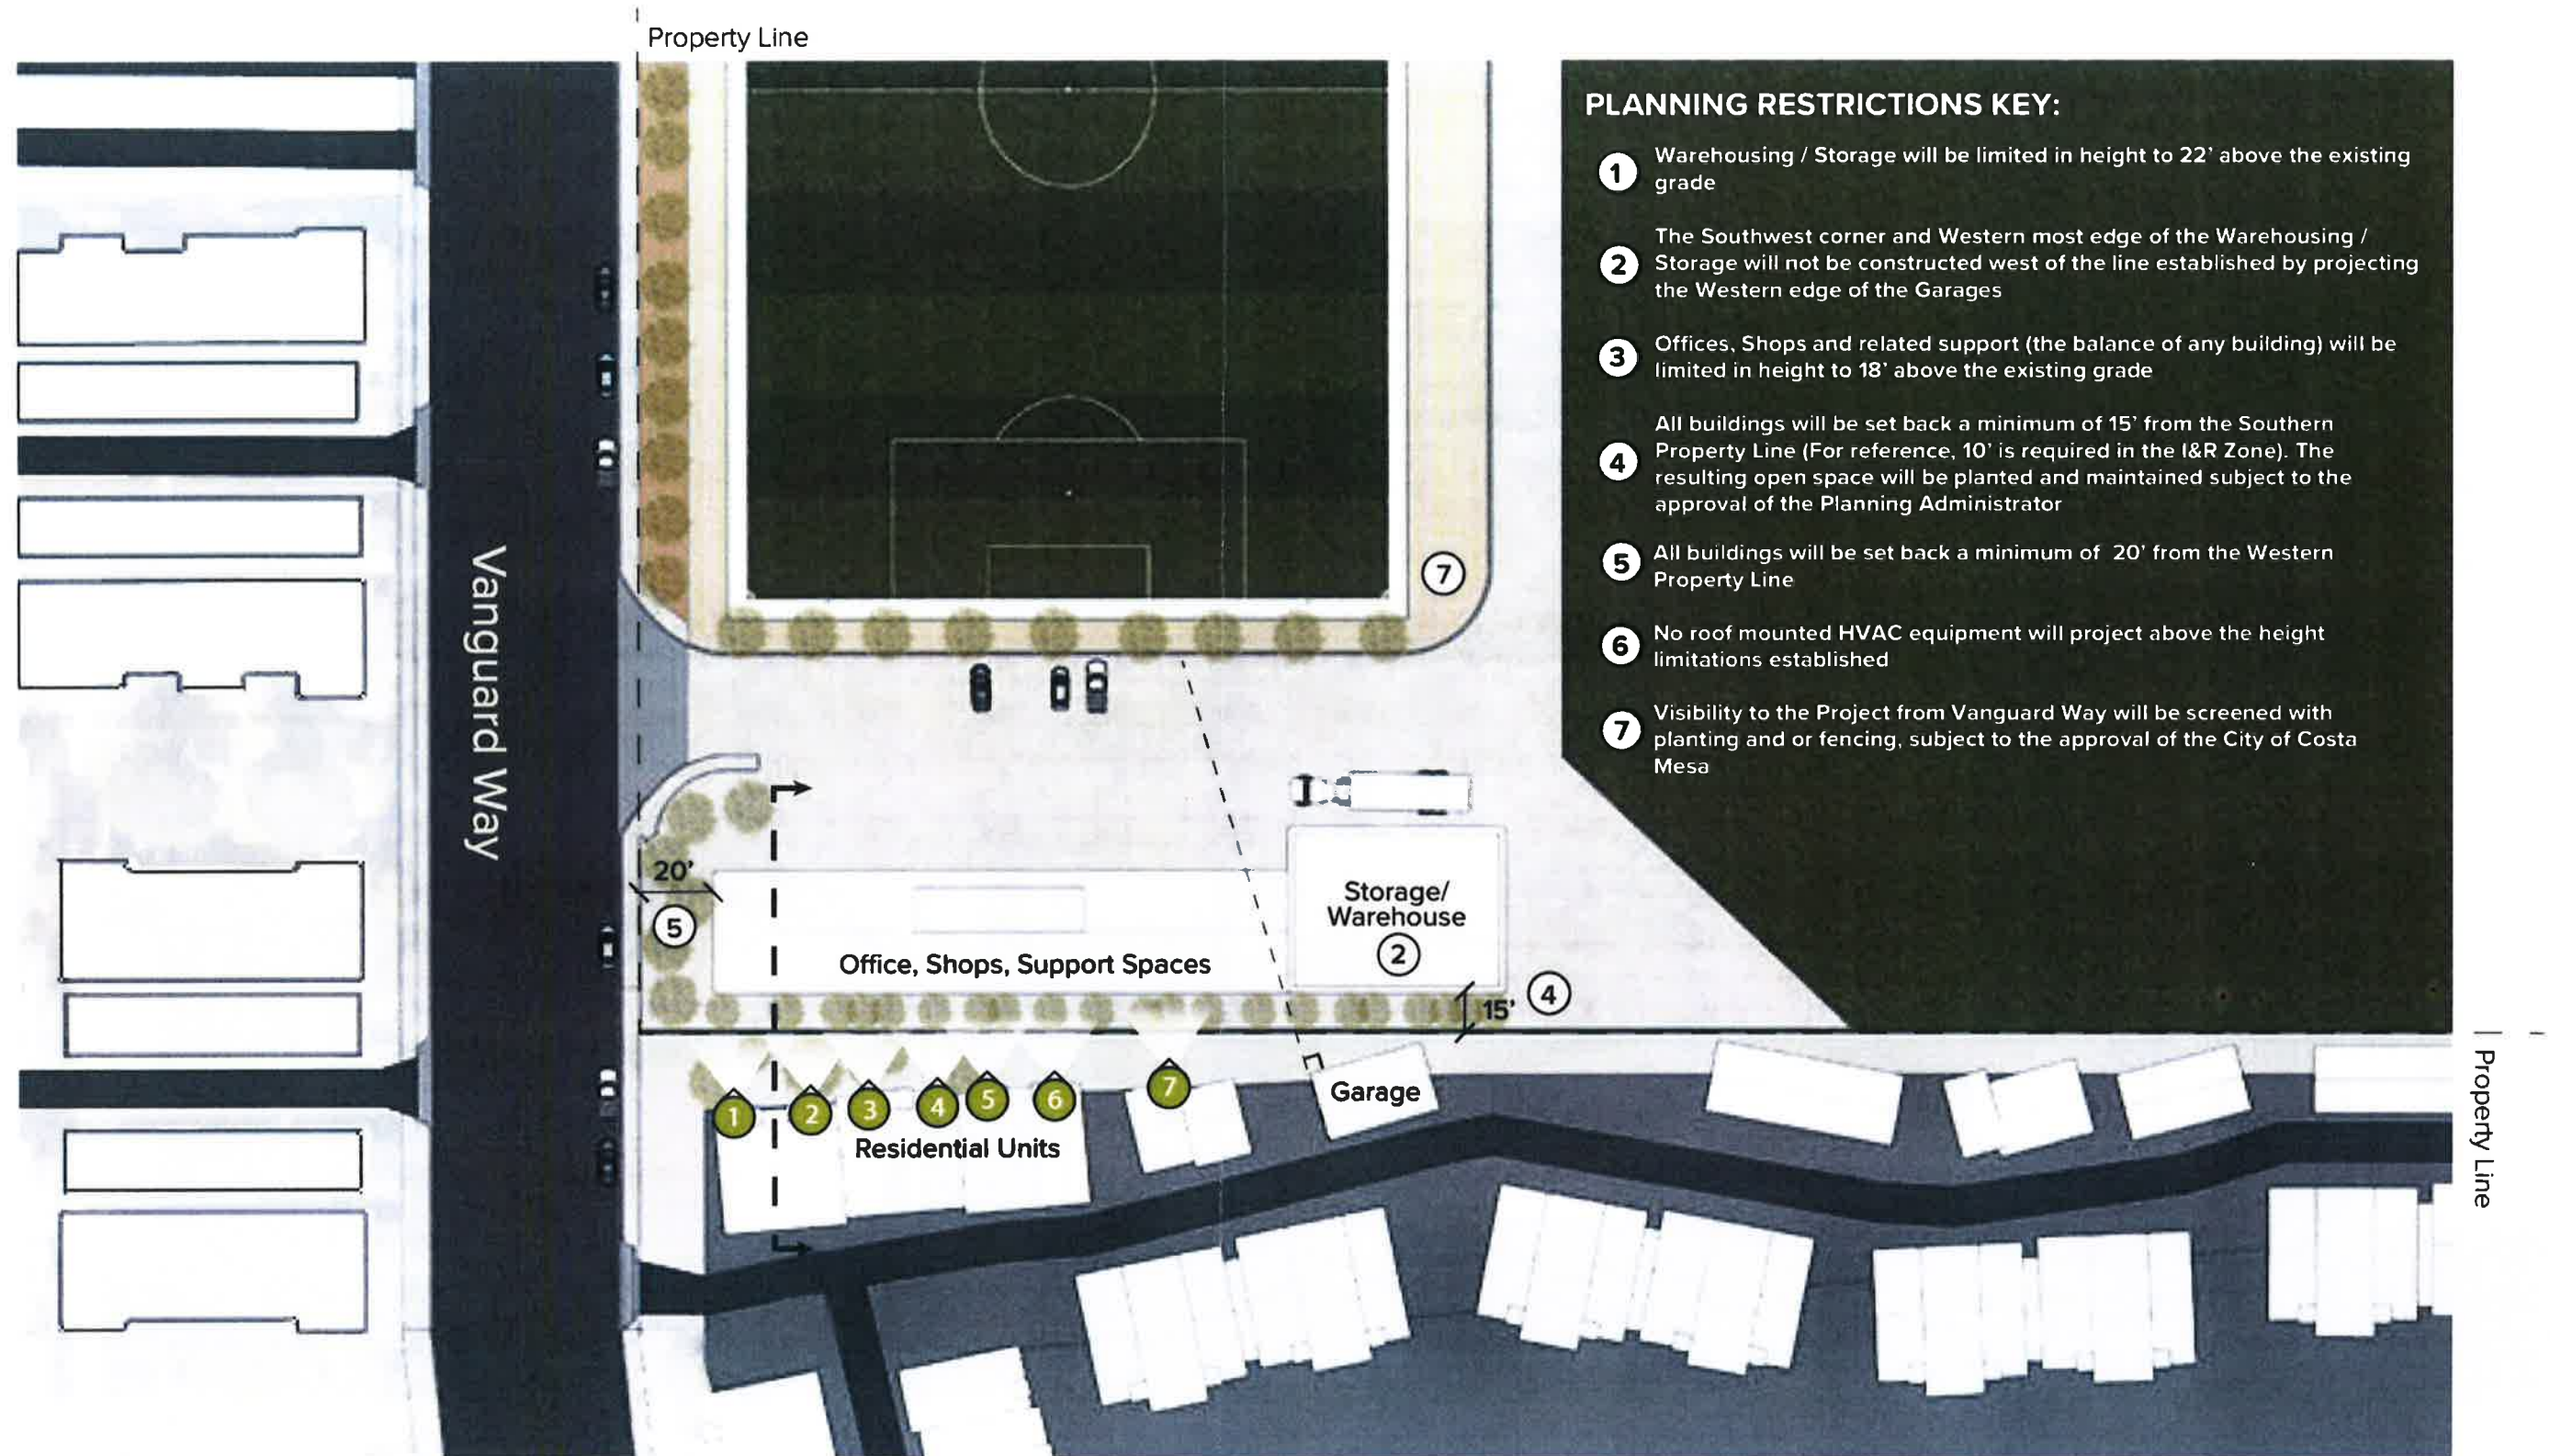 Property Line
PLANNING RESTRICTIONS KEY:
1
Warehousing / Storage will be limited in height to 22' above the existing
grade
2
The Southwest corner and Western most edge of the Warehousing /
Storage will not be constructed west of the line established by projecting
the Western edge of the Garages
3
Offices, Shops and related support (the balance of any building) will be
limited in height to 18' above the existing grade
4
All buildings will be set back a minimum of 15' from the Southern
Property Line (For reference, 10' is required in the I&R Zone). The
resulting open space will be planted and maintained subject to the
approval of the Planning Administrator
5
All buildings will be set back a minimum of 20' from the Western
Property Line
6
No roof mounted HVAC equipment will project above the height
limitations established
7
Visibility to the Project from Vanguard Way will be screened with
planting and or fencing, subject to the approval of the City of Costa
Mesa
7
Vanguard Way
20'
5
Office, Shops, Support Spaces
Storage/
Warehouse
2
15'
4
1
2
3
4
5
6
7
Residential Units
Garage
Property Line